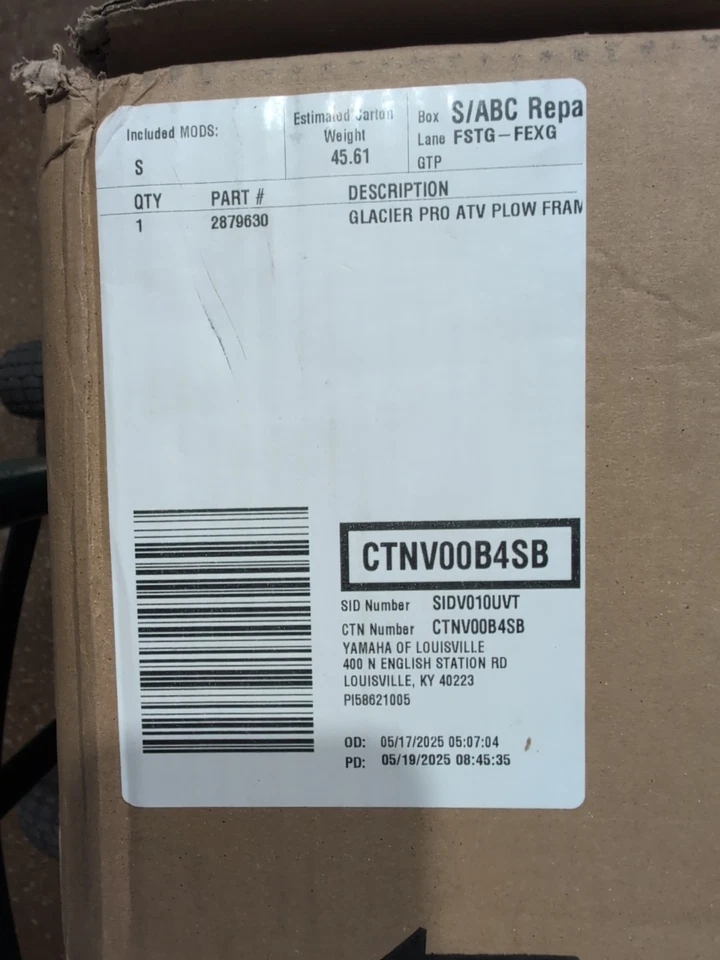 Included MODS:
S
Estimated Carton
Weight
45.61
Box S/ABC Repa
Lane FSTG-FEXG
GTP
QTY PART # DESCRIPTION
1 2879630 GLACIER PRO ATV PLOW FRAM
CTNV00B4SB
SID Number SIDV010UVT
CTN Number CTNV00B4SB
YAMAHA OF LOUISVILLE
400 N ENGLISH STATION RD
LOUISVILLE, KY 40223
PI58621005
OD: 05/17/2025 05:07:04
PD: 05/19/2025 08:45:35